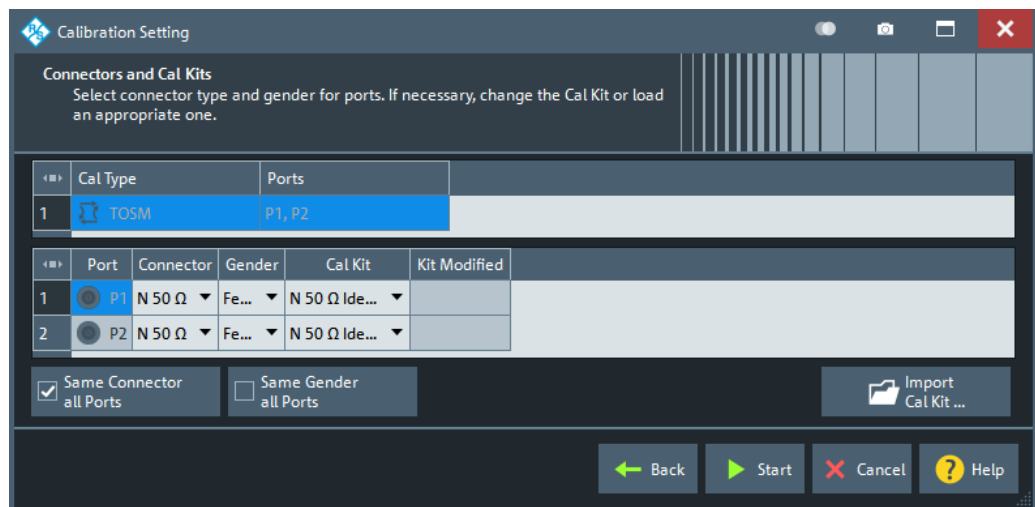 Calibration Setting
Connectors and Cal Kits
Select connector type and gender for ports. If necessary, change the Cal Kit or load
an appropriate one.
Cal Type Ports
1 TOSM P1, P2
Port Connector Gender Cal Kit Kit Modified
1 P1 N 50 Ω Fe... N 50 Ω Ide...
2 P2 N 50 Ω Fe... N 50 Ω Ide...
Same Connector
all Ports
Same Gender
all Ports
Import
Cal Kit ...
Back Start Cancel Help